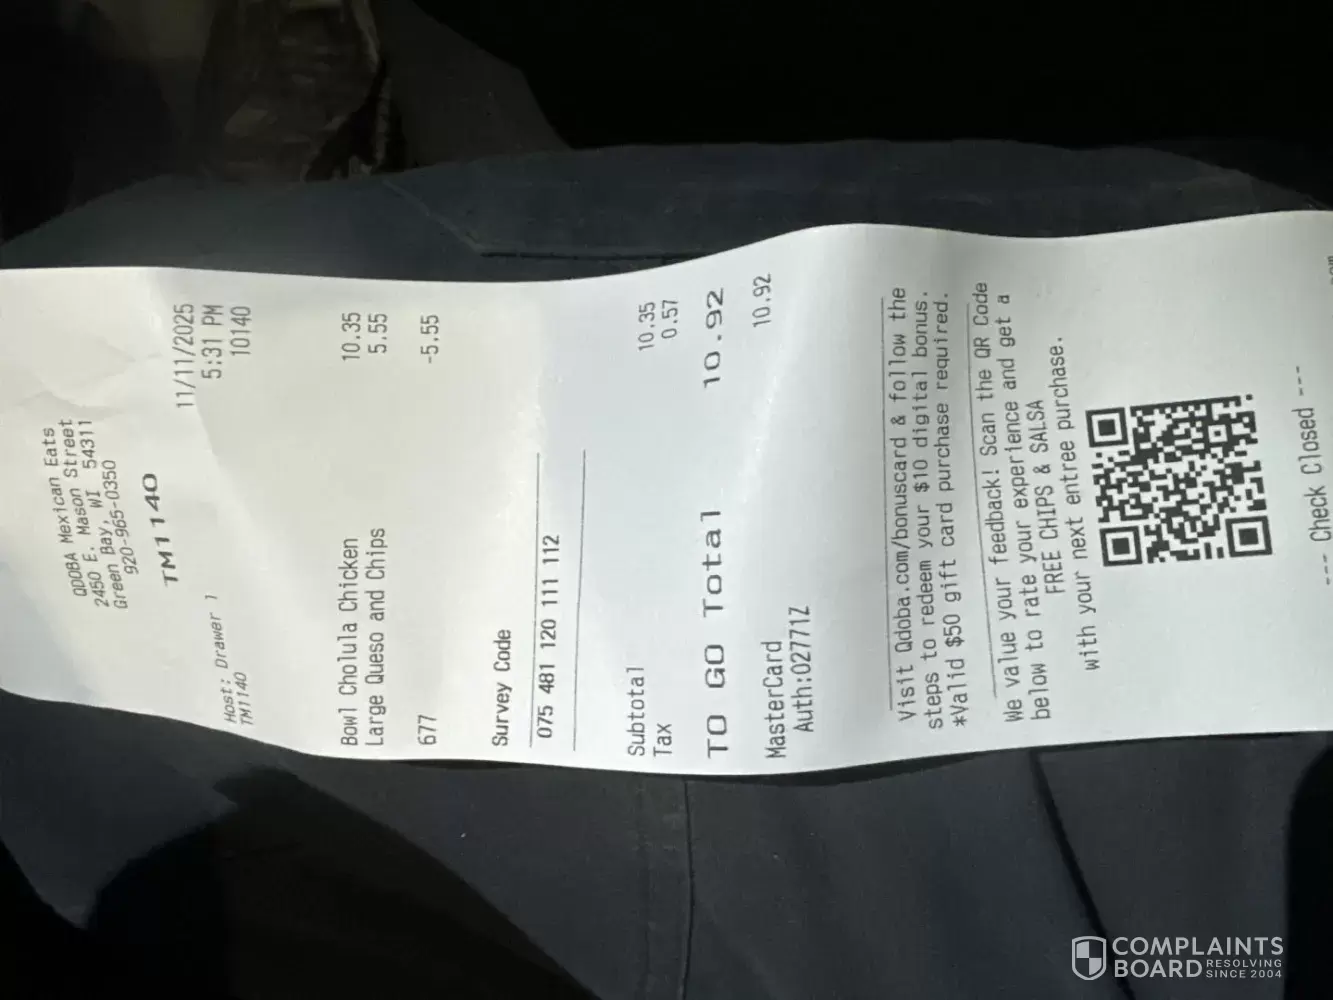 QDOBA Mexican Eats
2450 E. Mason Street
Green Bay, WI 54311
920-965-0350
TM1140
11/11/2025
5:31 PM
Host: Drawer 1
TM1140 10140
Bowl Cholula Chicken 10.35
Large Queso and Chips 5.55
677 -5.55
Survey Code
075 481 120 111 112
Subtotal 10.35
Tax 0.57
TO GO Total 10.92
MasterCard 10.92
Auth:02771Z
Visit Qdoba.com/bonuscard & follow the
steps to redeem your $10 digital bonus.
*Valid $50 gift card purchase required.
We value your feedback! Scan the QR Code
below to rate your experience and get a
FREE CHIPS & SALSA
with your next entree purchase.
--- Check Closed ---
COMPLAINTS
BOARD RESOLVING
SINCE 2004